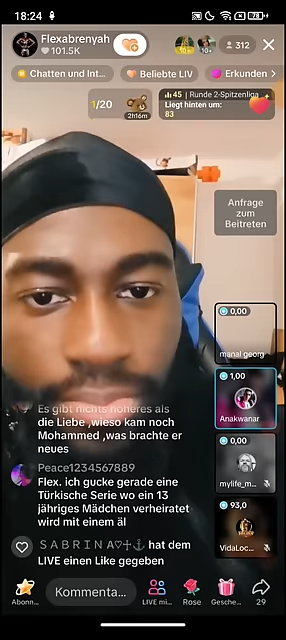 18:24
78
Flexabrenyah
101.5K
10+
10+
312
Chatten und Int...
Beliebte LIV
Erkunden >
1/20
2h16m
45 | Runde 2-Spitzenliga
Liegt hinten um:
83
Anfrage
zum
Beitreten
0,00
manal georg
1,00
Anakwanar
0,00
mylife_m...
93,0
VidaLoc...
Es gibt nichts höheres als
die Liebe ,wieso kam noch
Mohammed ,was brachte er
neues
Peace1234567889
Flex. ich gucke gerade eine
Türkische Serie wo ein 13
jähriges Mädchen verheiratet
wird mit einem äl
S A B R I N A♡☥⚓ hat dem
LIVE einen Like gegeben
Abonn...
Kommenta...
LIVE mi...
Rose
Gesche...
29